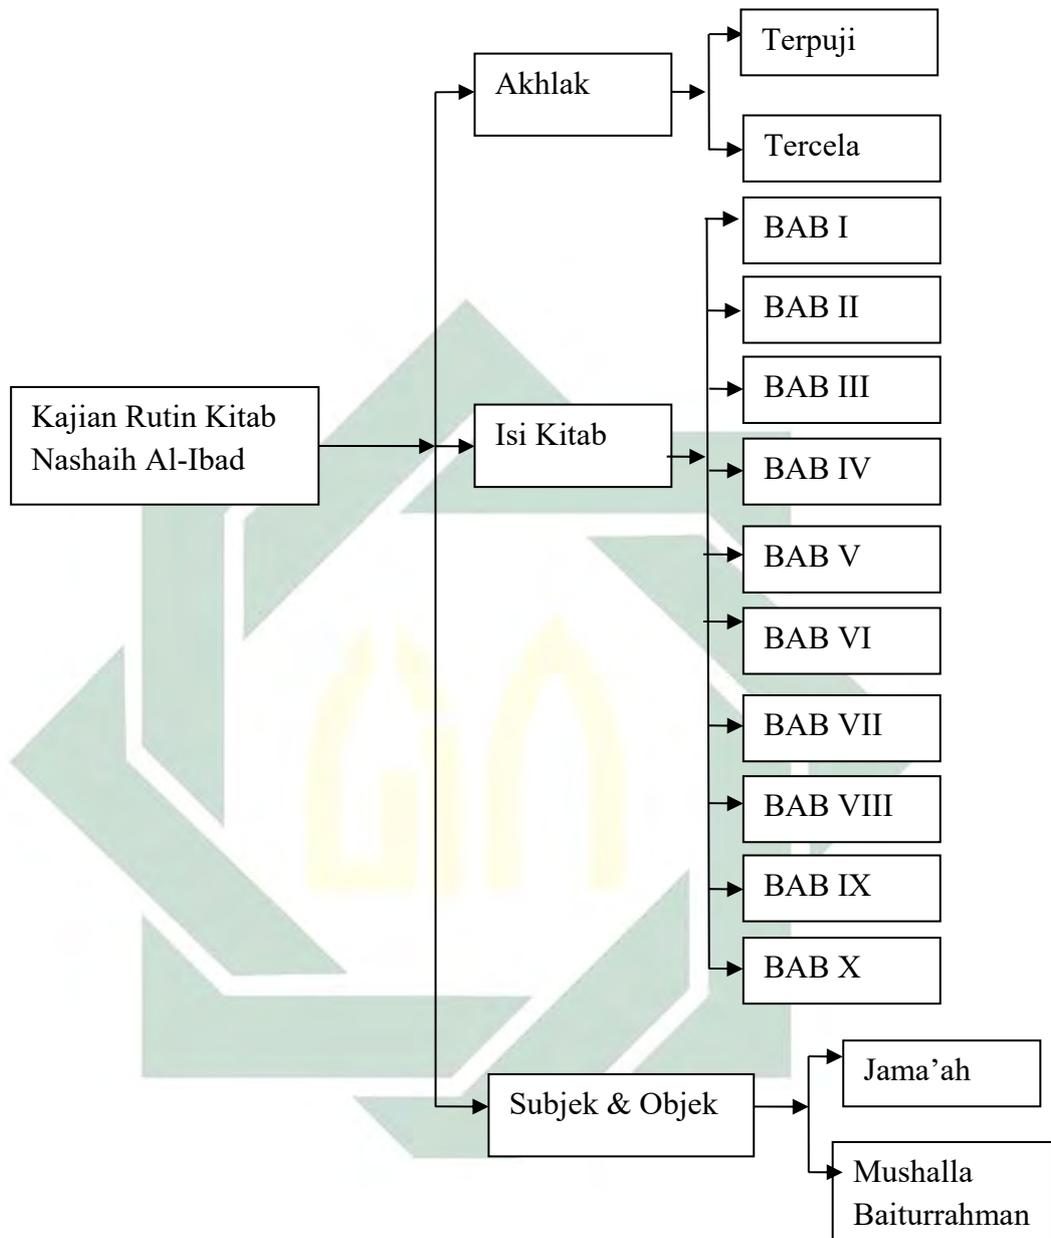 Terpuji
Akhlak
Tercela
BAB I
BAB II
BAB III
Kajian Rutin Kitab
Nashaih Al-Ibad
Isi Kitab
BAB IV
BAB V
BAB VI
BAB VII
BAB VIII
BAB IX
BAB X
Subjek & Objek
Jama’ah
Mushalla
Baiturrahman